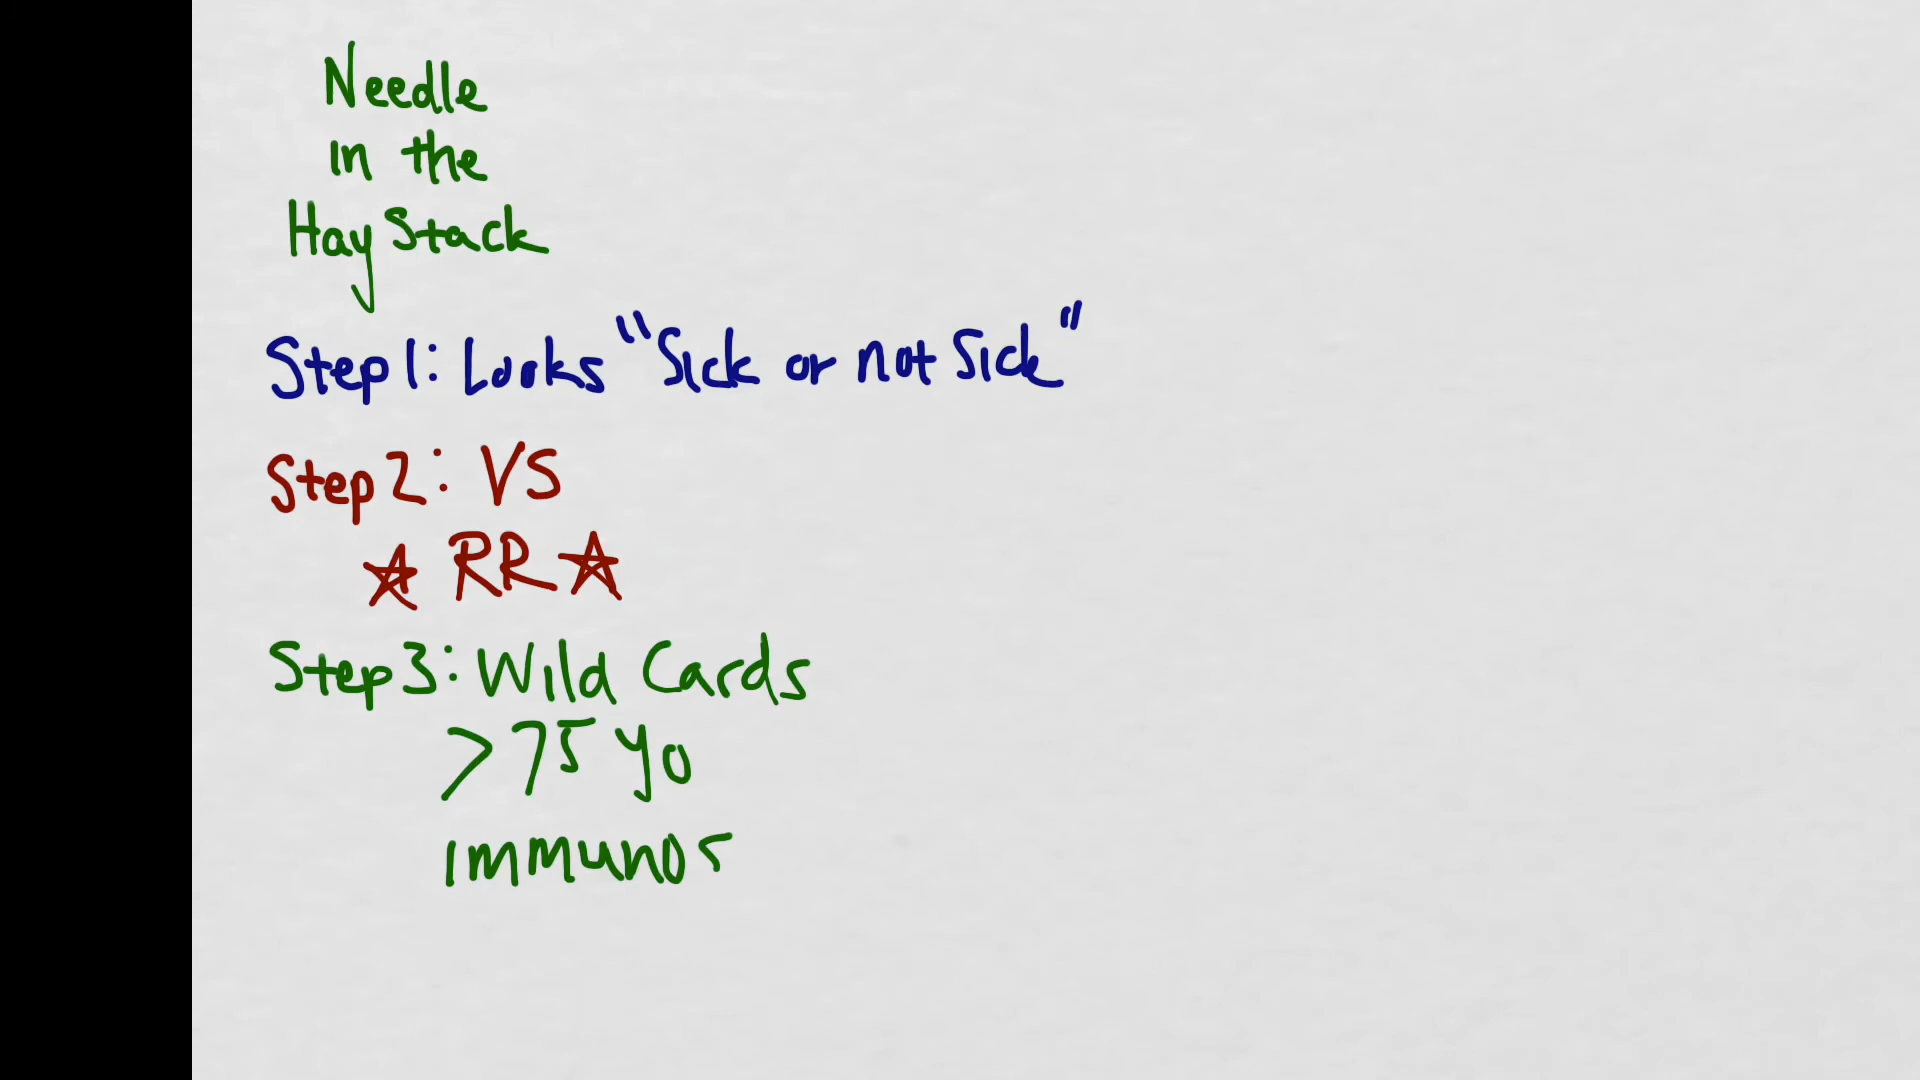 Needle
in the
Hay Stack
Step 1: Looks "Sick or not Sick"
Step 2: VS
☆ RR ☆
Step 3: Wild Cards
> 75 yo
immunos